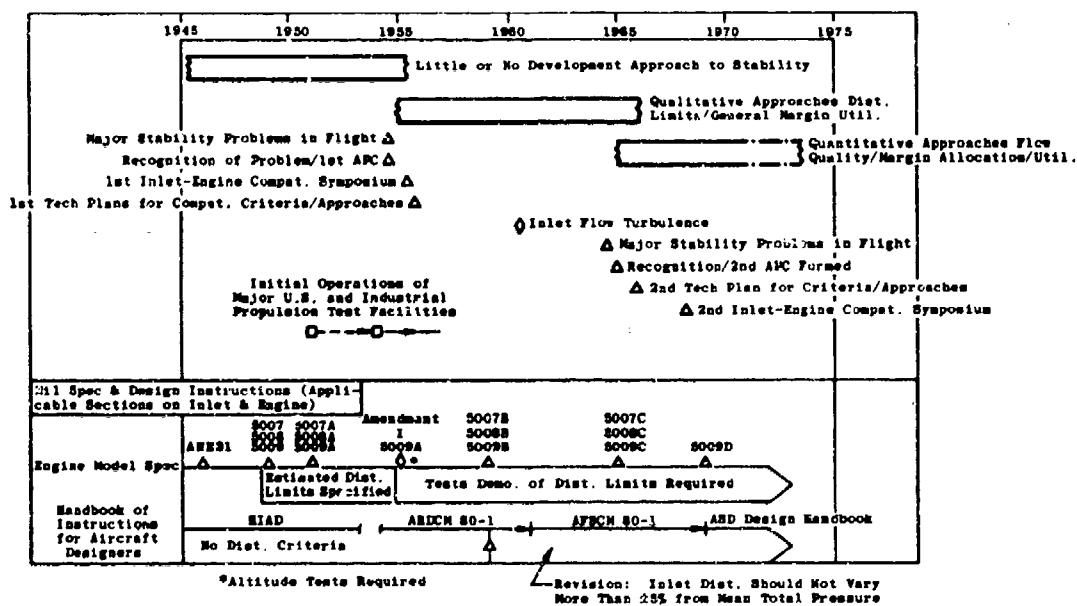 1945 1950 1955 1960 1965 1970 1975
Little or No Development Approach to Stability
Qualitative Approaches Dist.
Limits/General Margin Util.
Quantitative Approaches Flow
Quality/Margin Allocation/Util.
Major Stability Problems in Flight
Recognition of Problem/1st APC
1st Inlet-Engine Compat. Symposium
1st Tech Plans for Compat. Criteria/Approaches
Inlet Flow Turbulence
Major Stability Problems in Flight
Recognition/2nd APC Formed
2nd Tech Plan for Criteria/Approaches
2nd Inlet-Engine Compat. Symposium
Initial Operations of
Major U.S. and Industrial
Propulsion Test Facilities
Mil Spec & Design Instructions (Appli-
cable Sections on Inlet & Engine)
Engine Model Spec
5007 5007A Amendment 5007B 5007C
5008 5008A I 5008B 5008C
5009 5009A 5009A 5009B 5009C 5009D
*
Estimated Dist.
Limits Specified
Tests Demo. of Dist. Limits Required
Handbook of
Instructions
for Aircraft
Designers
HIAD ARDCM 80-1 AFSCM 80-1 ASD Design Handbook
No Dist. Criteria
*Altitude Tests Required
Revision: Inlet Dist. Should Not Vary
More Than from Mean Total Pressure